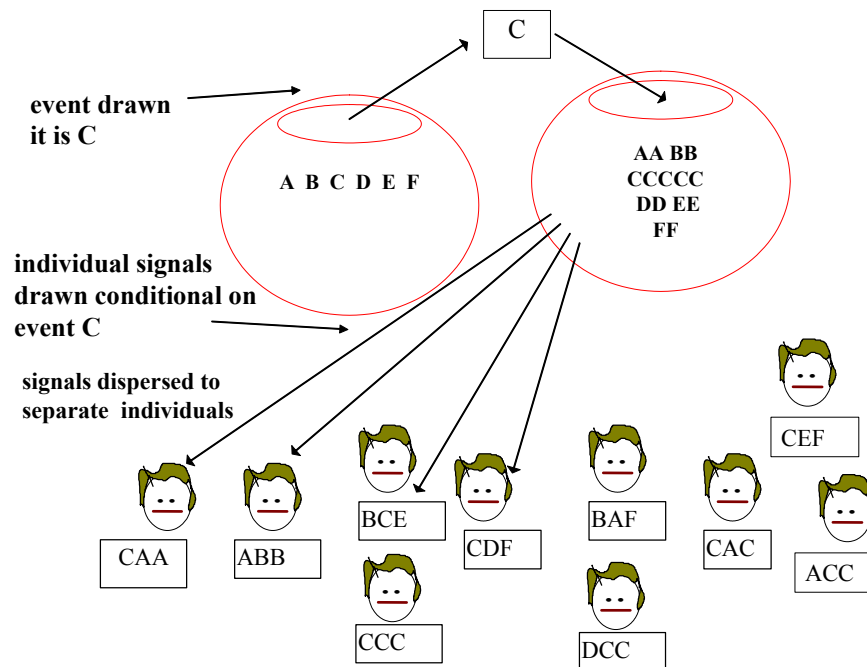 C
event drawn
it is C
A B C D E F
AA BB
CCCCC
DD EE
FF
individual signals
drawn conditional on
event C
signals dispersed to
separate individuals
CEF
CAA
ABB
BCE
CDF
BAF
CAC
ACC
CCC
DCC